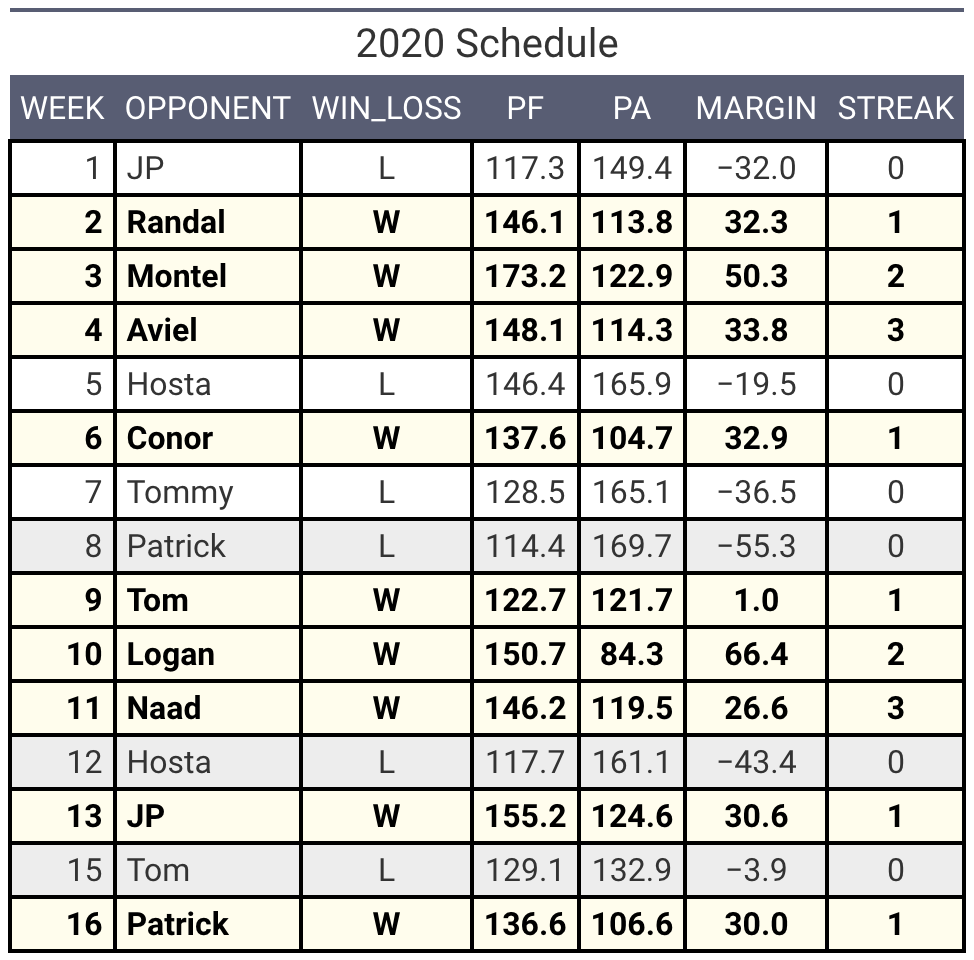 2020 Schedule
WEEK OPPONENT WIN_LOSS PF PA MARGIN STREAK
1 JP L 117.3 149.4 −32.0 0
2 Randal W 146.1 113.8 32.3 1
3 Montel W 173.2 122.9 50.3 2
4 Aviel W 148.1 114.3 33.8 3
5 Hosta L 146.4 165.9 −19.5 0
6 Conor W 137.6 104.7 32.9 1
7 Tommy L 128.5 165.1 −36.5 0
8 Patrick L 114.4 169.7 −55.3 0
9 Tom W 122.7 121.7 1.0 1
10 Logan W 150.7 84.3 66.4 2
11 Naad W 146.2 119.5 26.6 3
12 Hosta L 117.7 161.1 −43.4 0
13 JP W 155.2 124.6 30.6 1
15 Tom L 129.1 132.9 −3.9 0
16 Patrick W 136.6 106.6 30.0 1